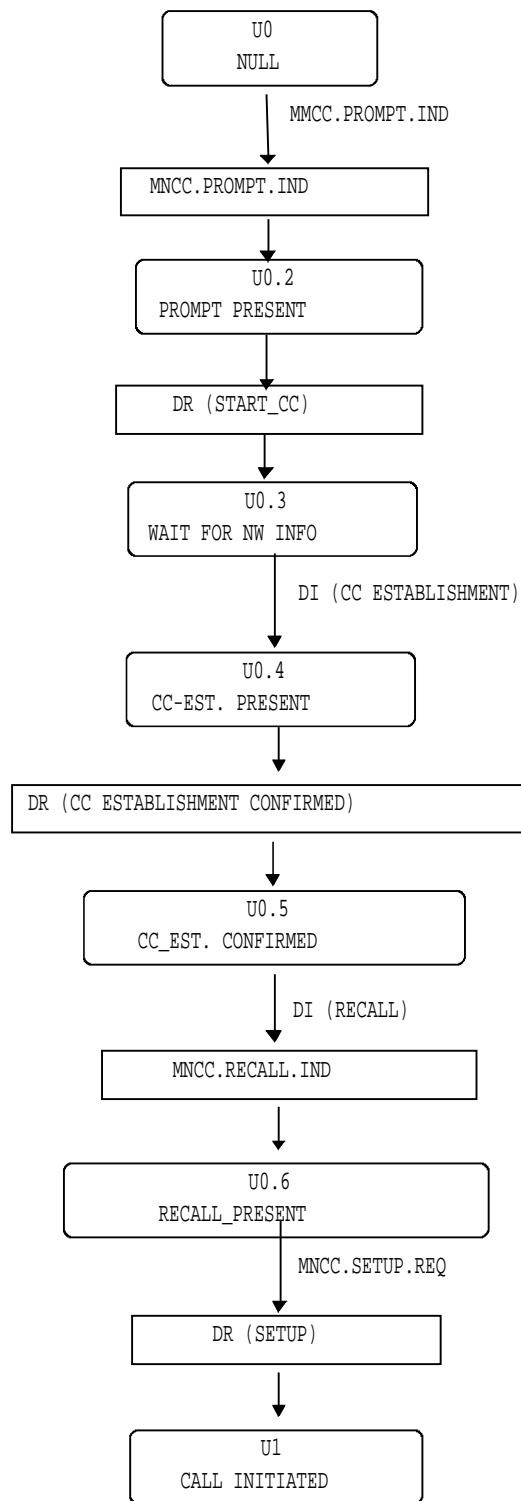 U0
NULL
MMCC.PROMPT.IND
MNCC.PROMPT.IND
U0.2
PROMPT PRESENT
DR (START_CC)
U0.3
WAIT FOR NW INFO
DI (CC ESTABLISHMENT)
U0.4
CC-EST. PRESENT
DR (CC ESTABLISHMENT CONFIRMED)
U0.5
CC_EST. CONFIRMED
DI (RECALL)
MNCC.RECALL.IND
U0.6
RECALL_PRESENT
MNCC.SETUP.REQ
DR (SETUP)
U1
CALL INITIATED